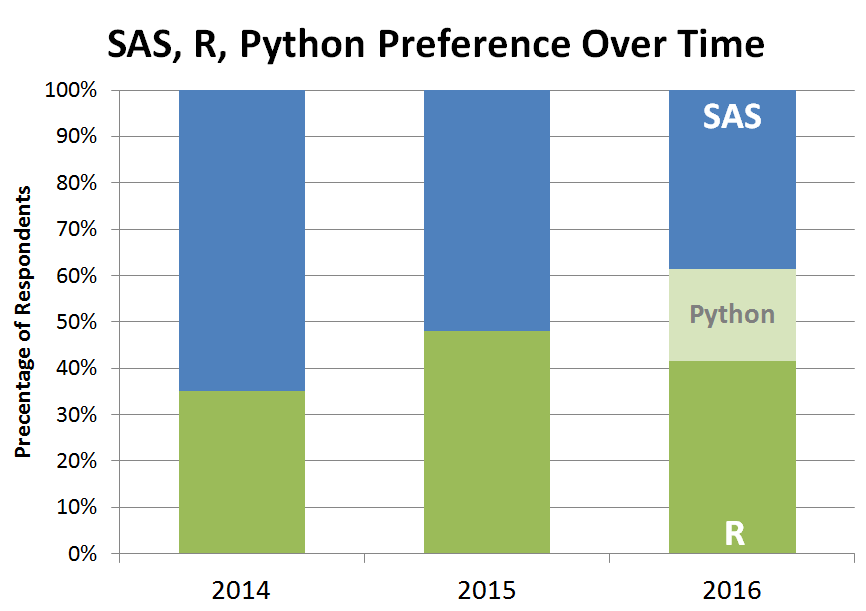 SAS, R, Python Preference Over Time
Precentage of Respondents
100%
90%
80%
70%
60%
50%
40%
30%
20%
10%
0%
SAS
Python
R
2014 2015 2016